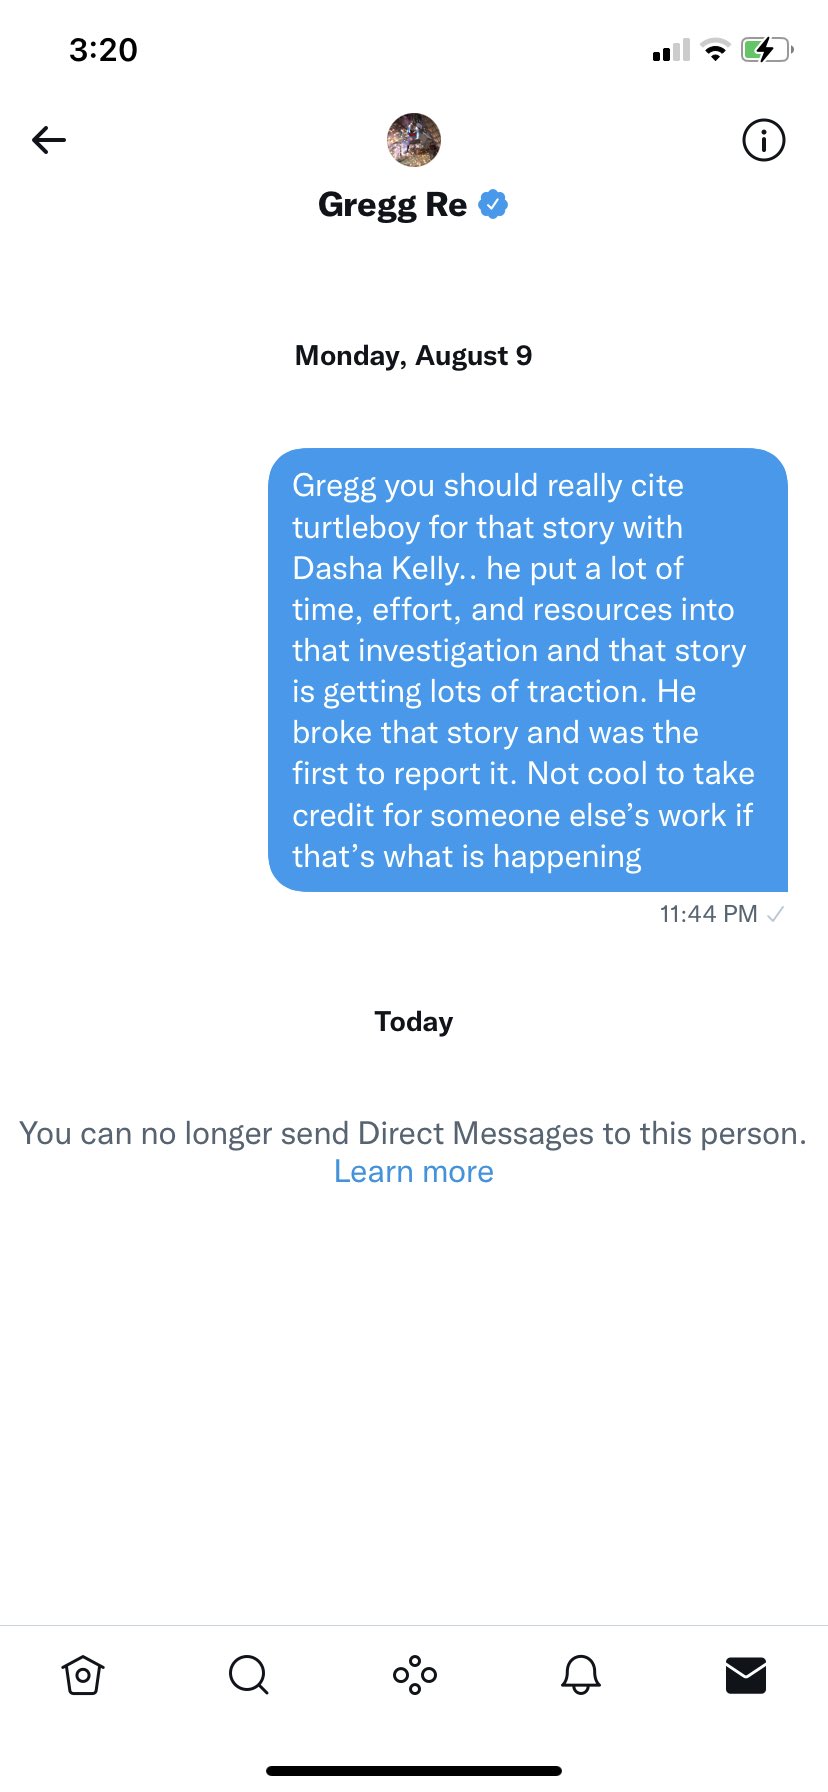 3:20
Gregg Re
Monday, August 9
Gregg you should really cite
turtleboy for that story with
Dasha Kelly.. he put a lot of
time, effort, and resources into
that investigation and that story
is getting lots of traction. He
broke that story and was the
first to report it. Not cool to take
credit for someone else’s work if
that’s what is happening
11:44 PM
Today
You can no longer send Direct Messages to this person.
Learn more